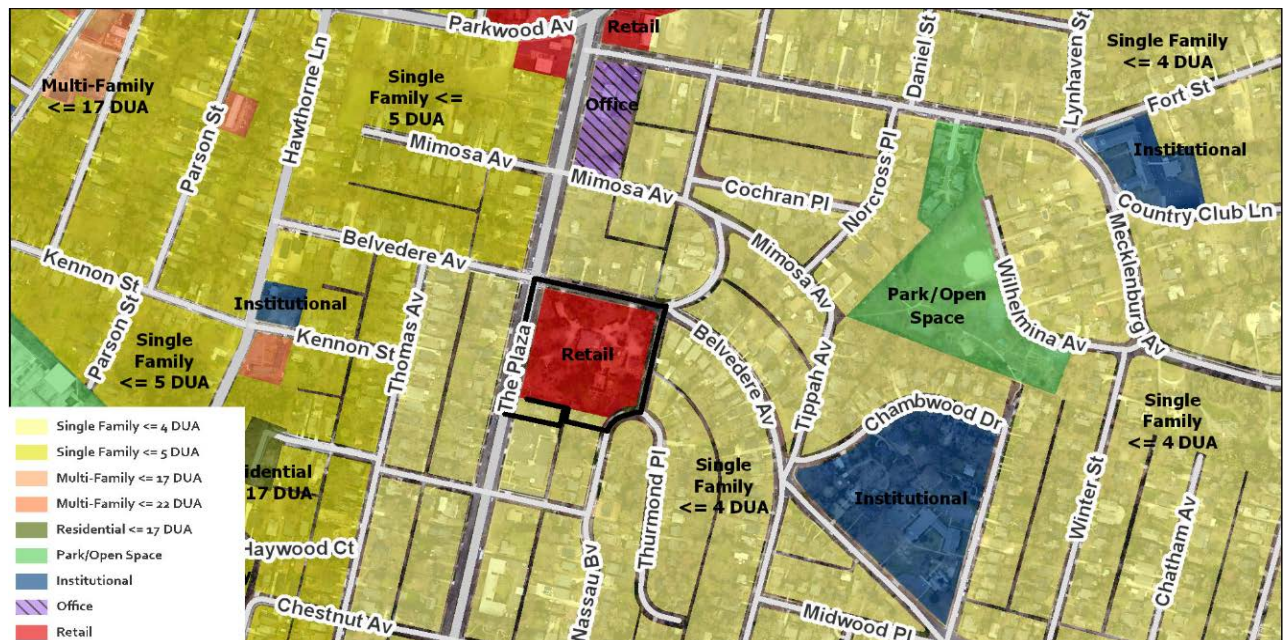 Parkwood Av
Retail
Daniel St
Lynhaven St
Single Family
<= 4 DUA
Multi-Family
<= 17 DUA
Parson St
Hawthorne Ln
Single
Family <=
5 DUA
Office
Fort St
Institutional
Mimosa Av
Mimosa Av
Cochran Pl
Norcross Pl
Country Club Ln
Mecklenburg Av
Belvedere Av
Mimosa Av
Kennon St
Institutional
Parson St
Kennon St
Thomas Av
The Plaza
Retail
Belvedere Av
Tippah Av
Park/Open
Space
Wilhelmina Av
Single
Family
<= 5 DUA
Chambwood Dr
Single
Family
<= 4 DUA
Single
Family
<= 4 DUA
Institutional
Winter St
Chatham Av
Thurmond Pl
Nassau Bv
idential
17 DUA
Haywood Ct
Chestnut Av
Midwood Pl
Single Family <= 4 DUA
Single Family <= 5 DUA
Multi-Family <= 17 DUA
Multi-Family <= 22 DUA
Residential <= 17 DUA
Park/Open Space
Institutional
Office
Retail